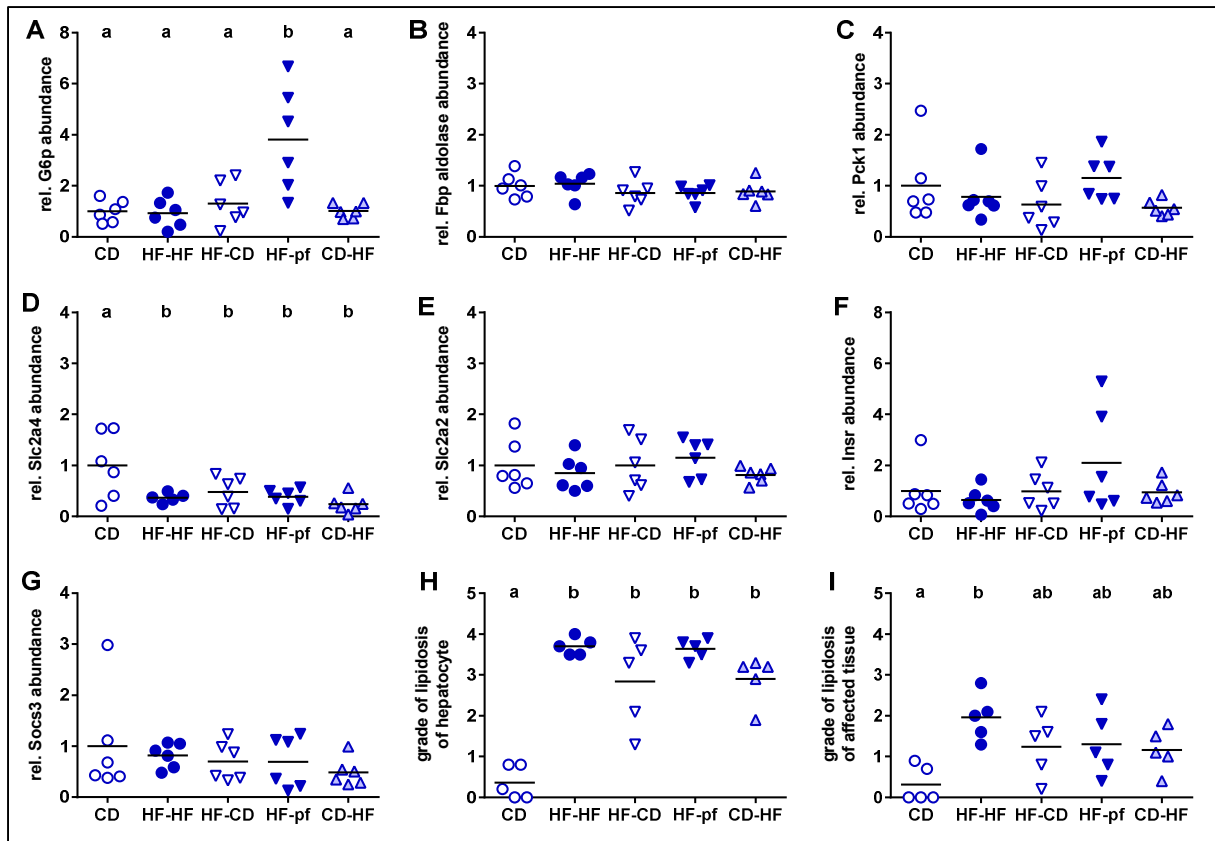 A
a a a b a
rel. G6p abundance
8
6
4
2
0
CD HF-HF HF-CD HF-pf CD-HF
B
rel. Fbp aldolase abundance
4
3
2
1
0
CD HF-HF HF-CD HF-pf CD-HF
C
rel. Pck1 abundance
4
3
2
1
0
CD HF-HF HF-CD HF-pf CD-HF
D
a b b b b
rel. Slc2a4 abundance
4
3
2
1
0
CD HF-HF HF-CD HF-pf CD-HF
E
rel. Slc2a2 abundance
4
3
2
1
0
CD HF-HF HF-CD HF-pf CD-HF
F
rel. Insr abundance
4
6
2
0
CD HF-HF HF-CD HF-pf CD-HF
G
rel. Socs3 abundance
4
3
2
1
0
CD HF-HF HF-CD HF-pf CD-HF
H
a b b b b
grade of lipidosis
of hepatocyte
5
4
3
2
1
0
CD HF-HF HF-CD HF-pf CD-HF
I
a b ab ab ab
grade of lipidosis
of affected tissue
5
4
3
2
1
0
CD HF-HF HF-CD HF-pf CD-HF